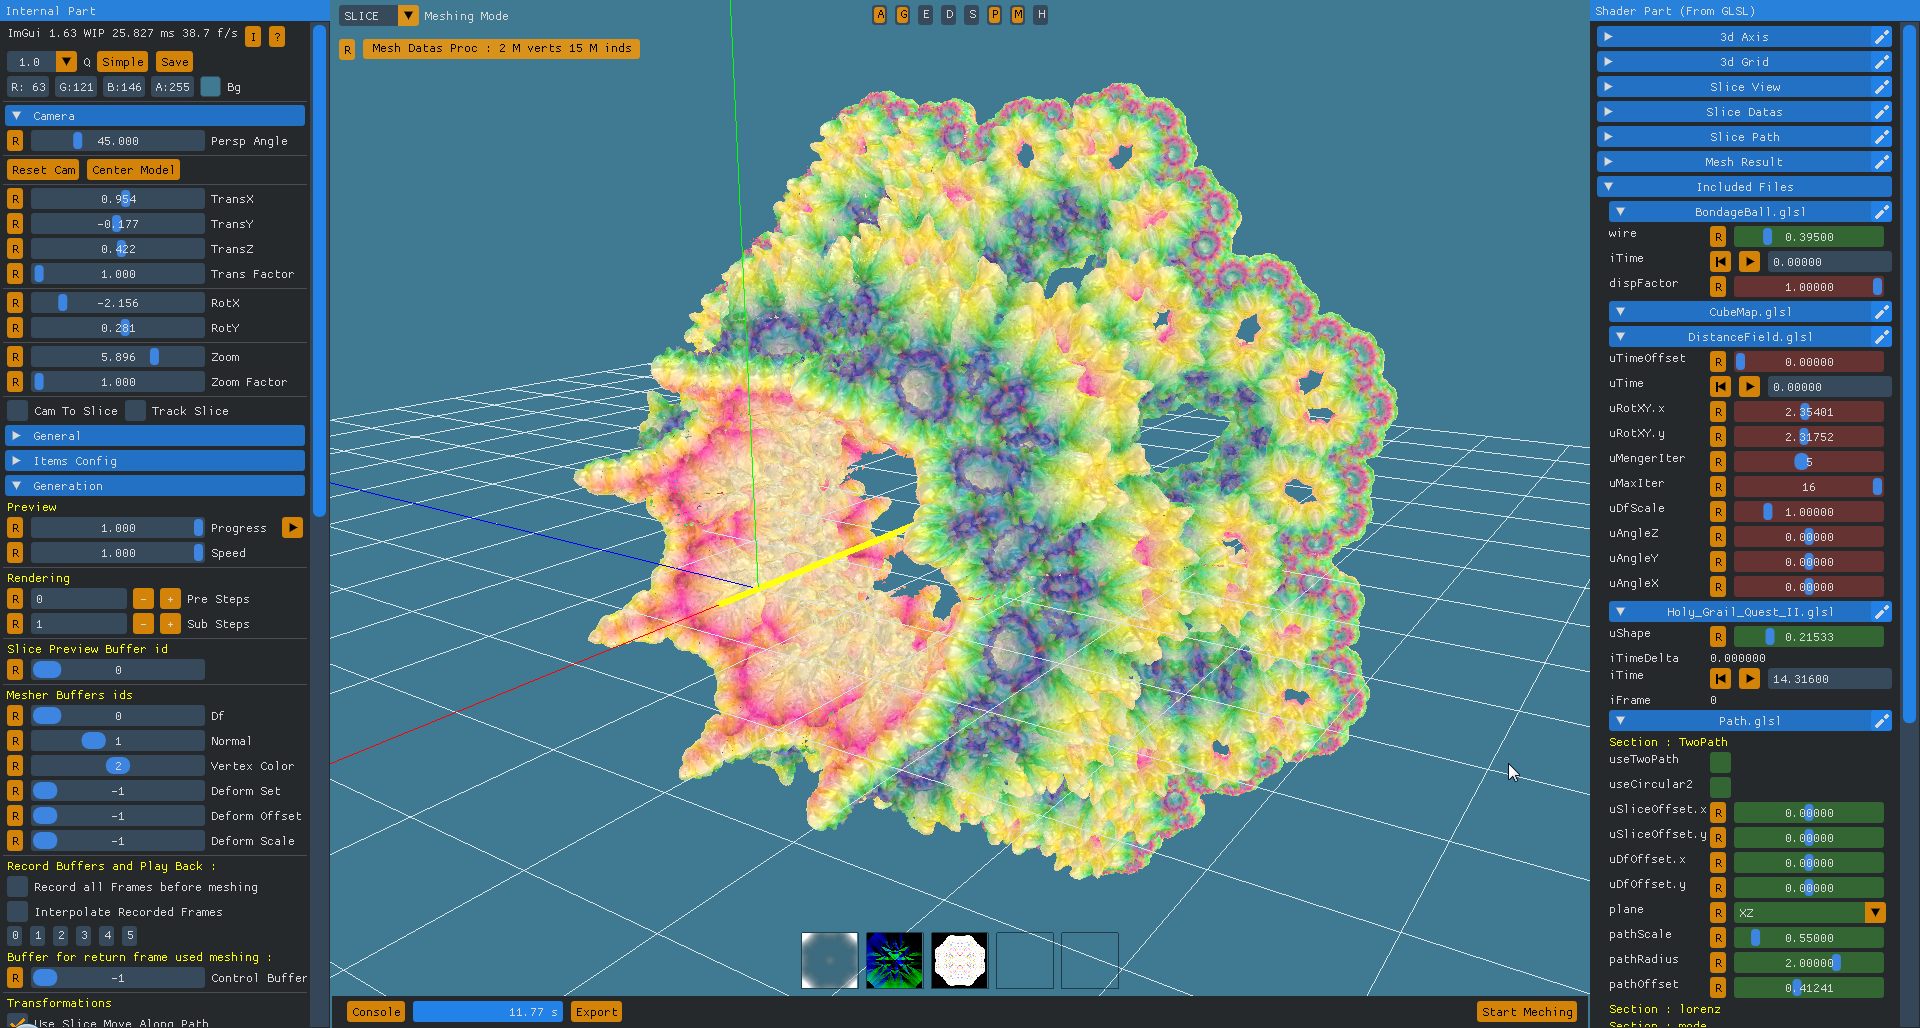 Internal Part
ImGui 1.63 WIP 25.827 ms 38.7 f/s I ?
1.0 Q Simple Save
R: 63 G:121 B:146 A:255 Bg
Camera
R 45.000 Persp Angle
Reset Cam Center Model
R 0.954 TransX
R -0.177 TransY
R 0.422 TransZ
R 1.000 Trans Factor
R -2.156 RotX
R 0.281 RotY
R 5.896 Zoom
R 1.000 Zoom Factor
Cam To Slice Track Slice
General
Items Config
Generation
Preview
R 1.000 Progress
R 1.000 Speed
Rendering
R 0 - + Pre Steps
R 1 - + Sub Steps
Slice Preview Buffer id
R 0
Mesher Buffers ids
R 0 Df
R 1 Normal
R 2 Vertex Color
R -1 Deform Set
R -1 Deform Offset
R -1 Deform Scale
Record Buffers and Play Back :
Record all Frames before meshing
Interpolate Recorded Frames
0 1 2 3 4 5
Buffer for return frame used meshing :
R -1 Control Buffer
Transformations
Use Slice Move Along Path
SLICE Meshing Mode
A G E D S P M H
R Mesh Datas Proc : 2 M verts 15 M inds
Console 11.77 s Export
Start Meching
Shader Part (From GLSL)
3d Axis
3d Grid
Slice View
Slice Datas
Slice Path
Mesh Result
Included Files
BondageBall.glsl
wire R 0.39500
iTime 0.00000
dispFactor R 1.00000
CubeMap.glsl
DistanceField.glsl
uTimeOffset R 0.00000
uTime 0.00000
uRotXY.x R 2.35401
uRotXY.y R 2.31752
uMengerIter R 5
uMaxIter R 16
uDfScale R 1.00000
uAngleZ R 0.00000
uAngleY R 0.00000
uAngleX R 0.00000
Holy_Grail_Quest_II.glsl
uShape R 0.21533
iTimeDelta 0.000000
iTime 14.31600
iFrame 0
Path.glsl
Section : TwoPath
useTwoPath
useCircular2
uSliceOffset.x R 0.00000
uSliceOffset.y R 0.00000
uDfOffset.x R 0.00000
uDfOffset.y R 0.00000
plane R XZ
pathScale R 0.55000
pathRadius R 2.00000
pathOffset R 0.41241
Section : lorenz
Section : mode